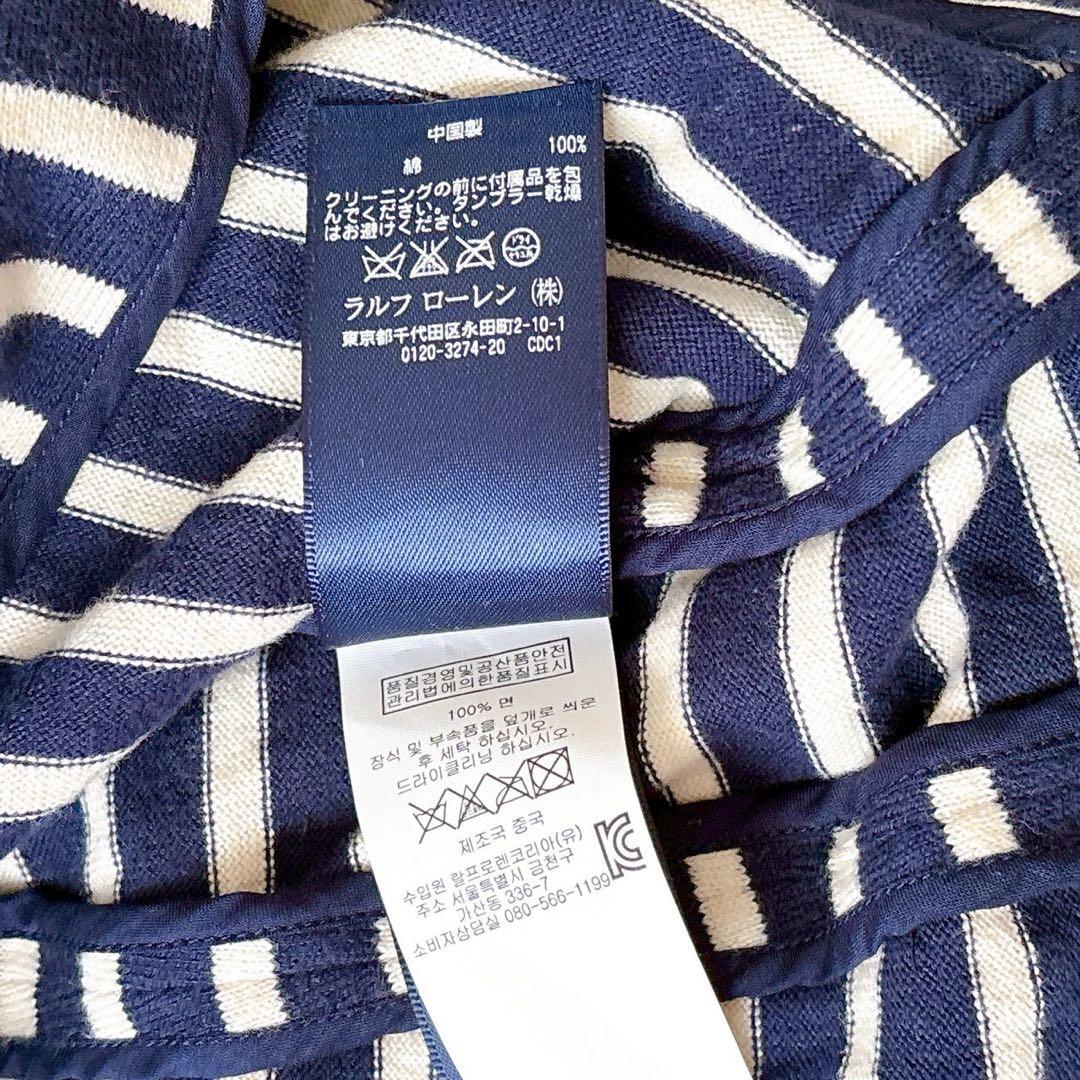 中国製
綿 100%
クリーニングの前に付属品を包
んでください。タンブラー乾燥
はお避けください。
ドライ
ラルフ ローレン (株)
東京都千代田区永田町2-10-1
0120-3274-20 CDC1
품질경영및공산품안전
관리법에의한품질표시
100% 면
장식 및 부속품을 덮개로 씌운
후 세탁 하십시오.
드라이클리닝 하십시오.
제조국 중국
수입원 랄프로렌코리아(유)
주소 서울특별시 금천구
가산동 336-7
소비자상담실 080-566-1199